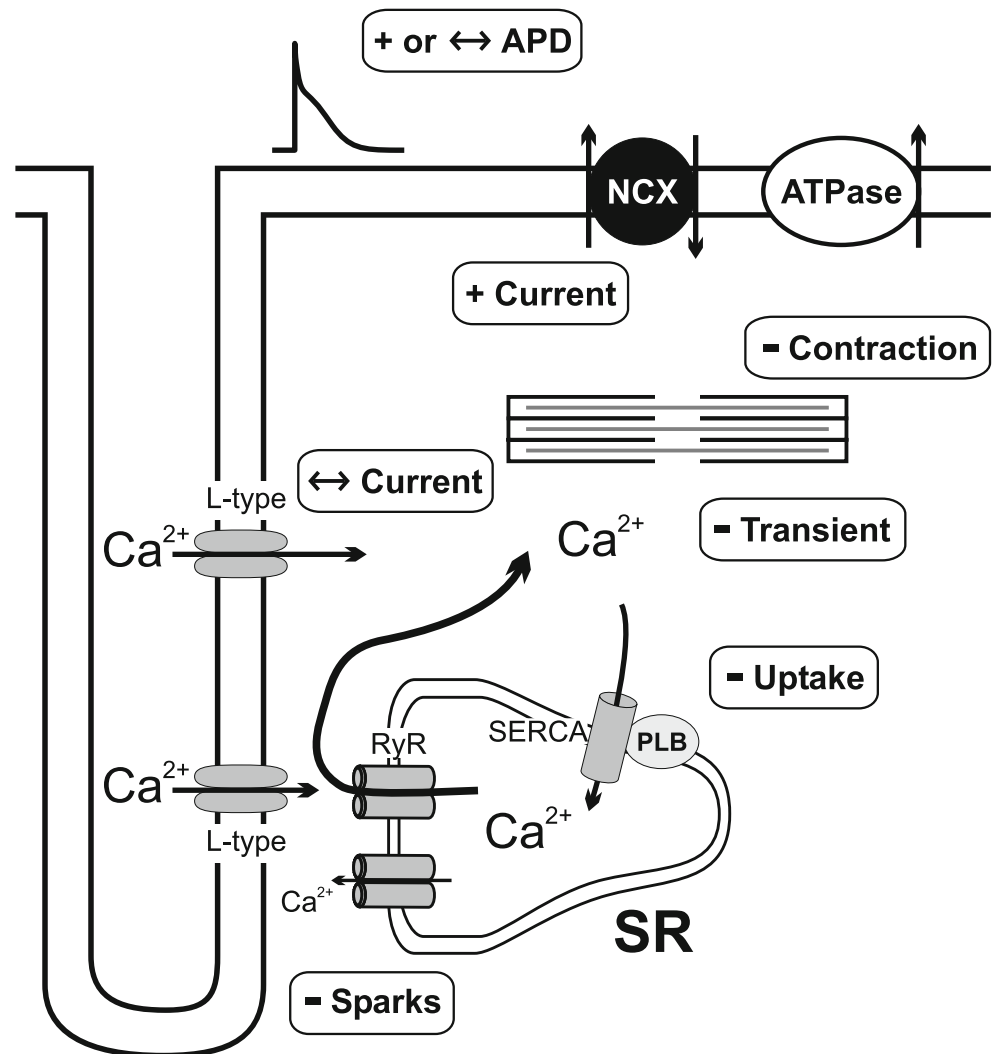 + or ↔ APD
NCX
ATPase
+ Current
- Contraction
↔ Current
L-type
Ca²⁺
Ca²⁺
- Transient
- Uptake
SERCA
PLB
RyR
Ca²⁺
L-type
Ca²⁺
Ca²⁺
SR
- Sparks